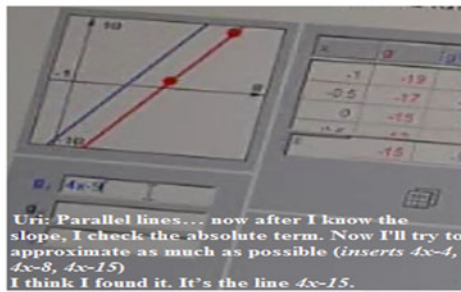 10
x
g
-1
-1
-19
-0.5
-17
0
-15
-10
-15
4x-9
Uri: Parallel lines… now after I know the
slope, I check the absolute term. Now I'll try to
approximate as much as possible (inserts 4x-4,
4x-8, 4x-15)
I think I found it. It's the line 4x-15.